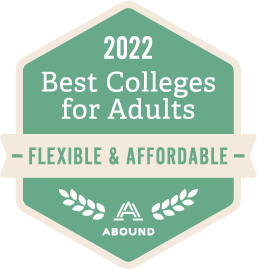 2022
Best Colleges
for Adults
– FLEXIBLE & AFFORDABLE –
ABOUND